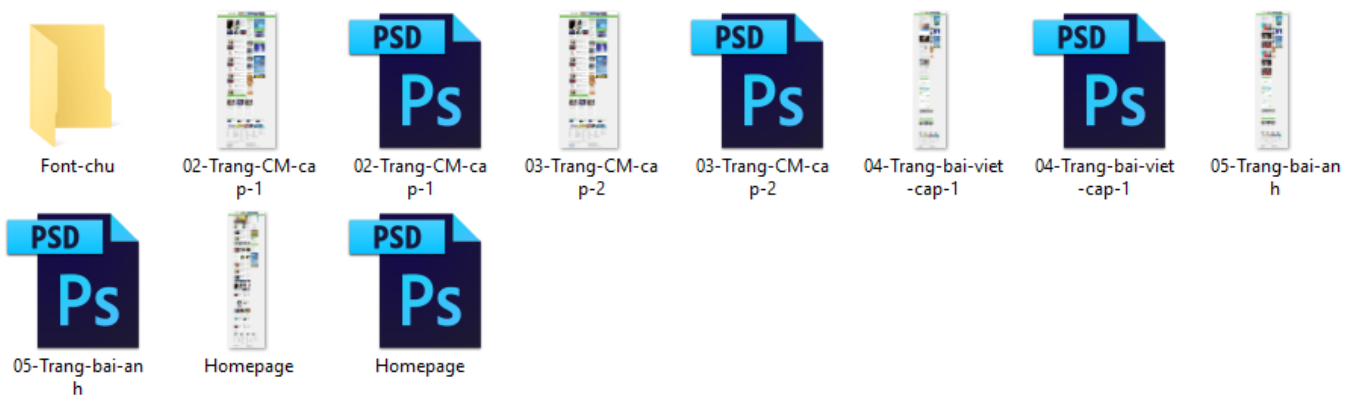 PSD
Ps
PSD
Ps
PSD
Ps
Font-chu
02-Trang-CM-ca
p-1
02-Trang-CM-ca
p-1
03-Trang-CM-ca
p-2
03-Trang-CM-ca
p-2
04-Trang-bai-viet
-cap-1
04-Trang-bai-viet
-cap-1
05-Trang-bai-an
h
PSD
Ps
PSD
Ps
05-Trang-bai-an
h
Homepage
Homepage